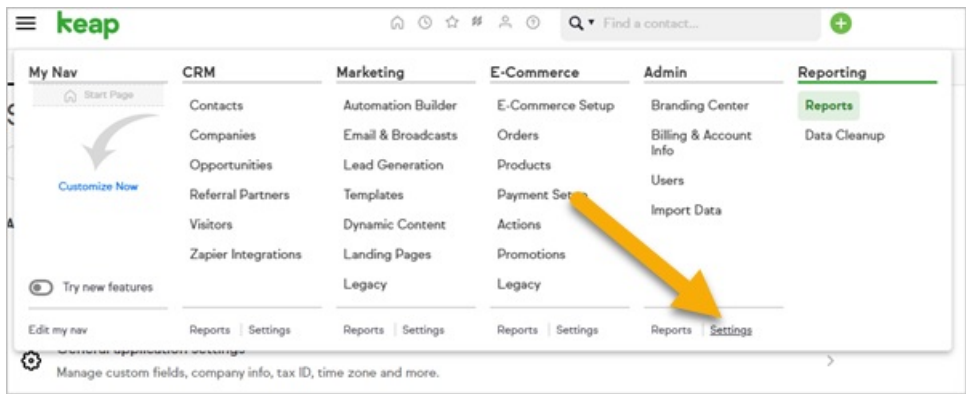 keap
Find a contact...
My Nav
Start Page
Customize Now
Try new features
Edit my nav
CRM
Contacts
Companies
Opportunities
Referral Partners
Visitors
Zapier Integrations
Reports Settings
Marketing
Automation Builder
Email & Broadcasts
Lead Generation
Templates
Dynamic Content
Landing Pages
Legacy
Reports Settings
E-Commerce
E-Commerce Setup
Orders
Products
Payment Setup
Actions
Promotions
Legacy
Reports Settings
Admin
Branding Center
Billing & Account
Info
Users
Import Data
Reports Settings
Reporting
Reports
Data Cleanup
General application settings
Manage custom fields, company info, tax ID, time zone and more.